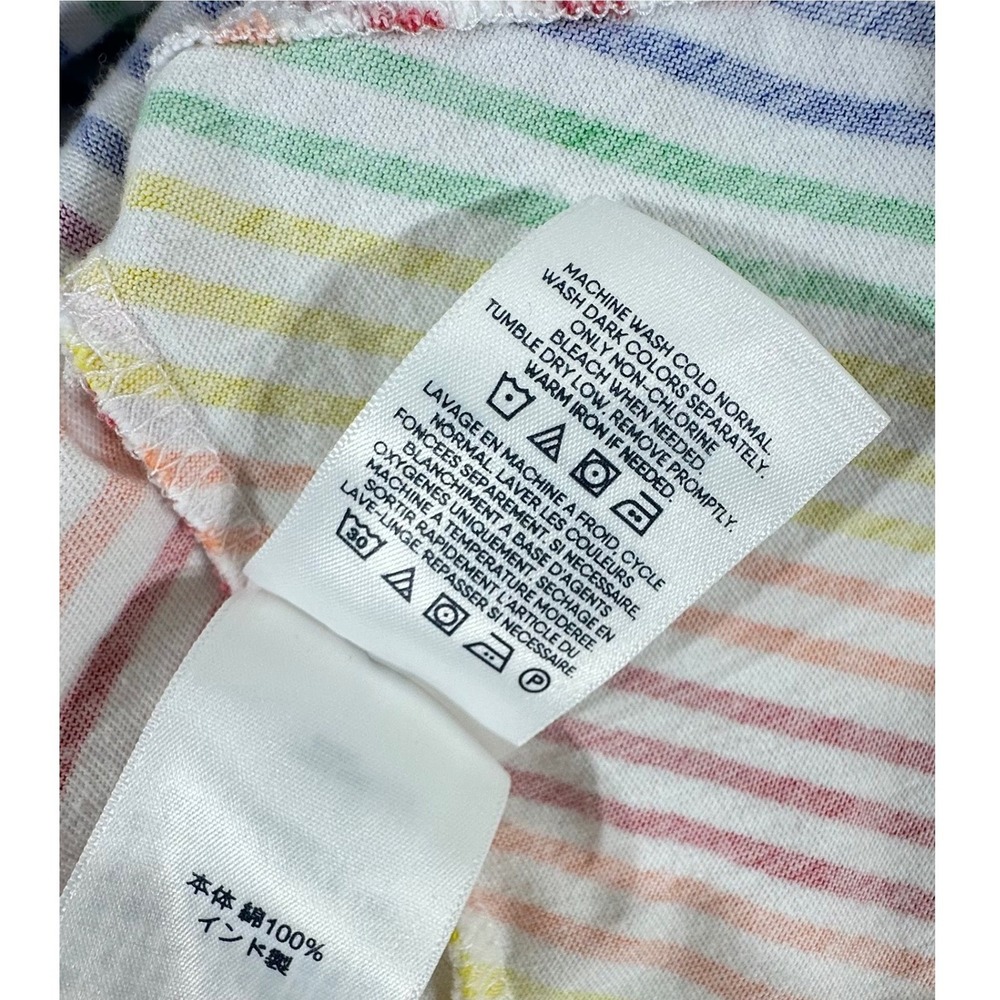 MACHINE WASH COLD NORMAL
WASH DARK COLORS SEPARATELY.
ONLY NON-CHLORINE
BLEACH WHEN NEEDED.
TUMBLE DRY LOW. REMOVE PROMPTLY.
WARM IRON IF NEEDED.
LAVAGE EN MACHINE A FROID. CYCLE
NORMAL. LAVER LES COULEURS
FONCEES SEPAREMENT SI NECESSAIRE,
BLANCHIMENT A BASE D'AGENTS
OXYGENES UNIQUEMENT, SECHAGE EN
MACHINE A TEMPERATURE MODEREE
SORTIR RAPIDEMENT L'ARTICLE DU
LAVE-LINGE REPASSER SI NECESSAIRE.
30
P
本体 綿100%
インド製